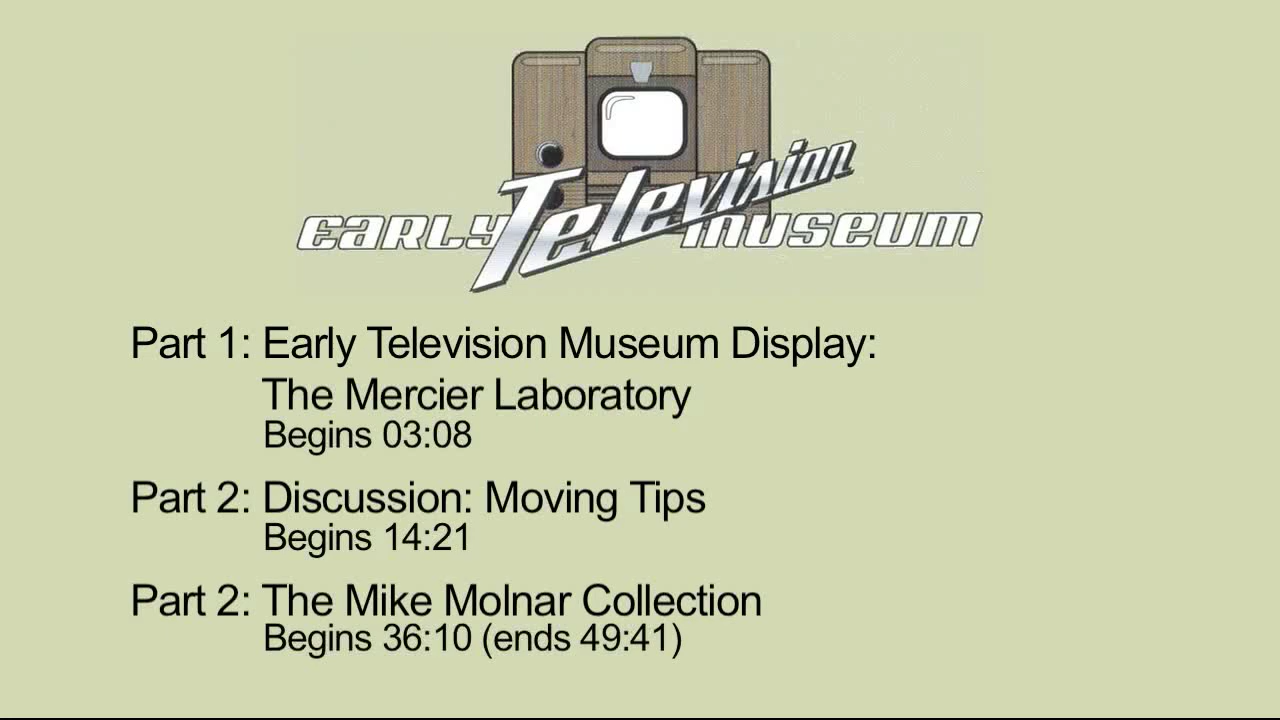 EARLY Television MUSEUM
Part 1: Early Television Museum Display:
The Mercier Laboratory
Begins 03:08
Part 2: Discussion: Moving Tips
Begins 14:21
Part 2: The Mike Molnar Collection
Begins 36:10 (ends 49:41)